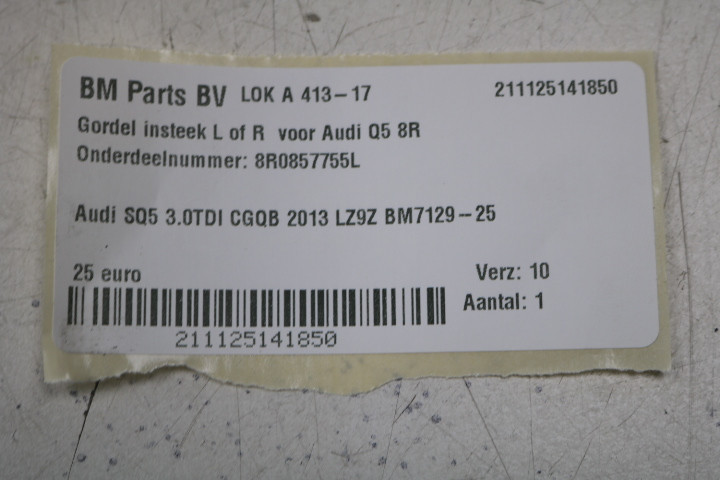 BM Parts BV LOK A 413-17 211125141850
Gordel insteek L of R voor Audi Q5 8R
Onderdeelnummer: 8R0857755L
Audi SQ5 3.0TDI CGQB 2013 LZ9Z BM7129-25
25 euro Verz: 10
Aantal: 1
211125141850